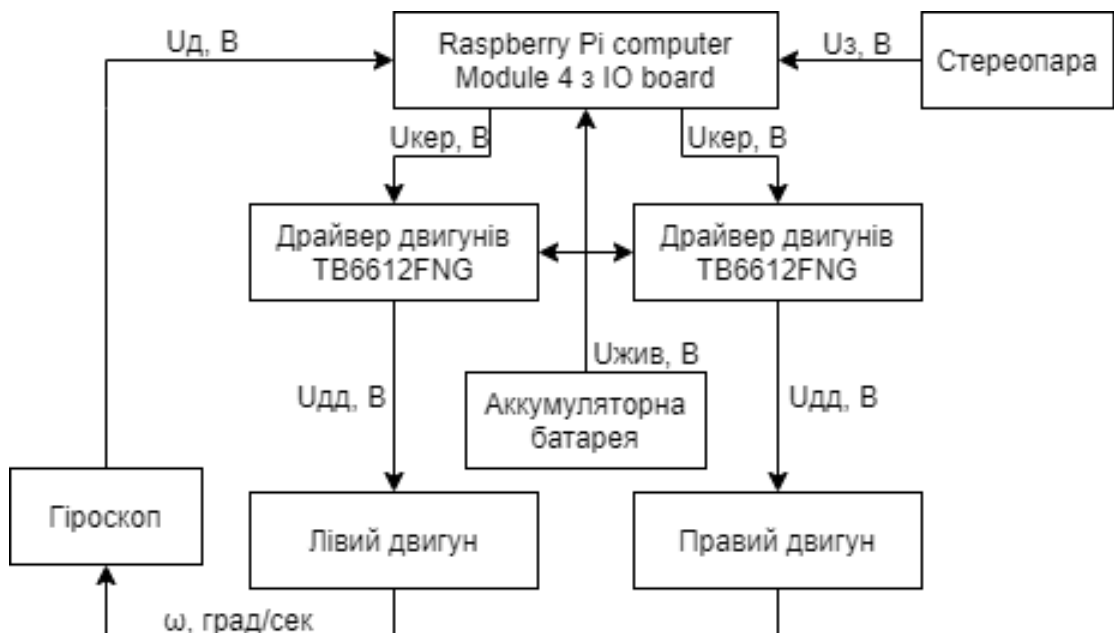 Uд, В
Raspberry Pi computer
Module 4 з IO board
Uз, В
Стереопара
Uкер, В
Uкер, В
Драйвер двигунів
TB6612FNG
Драйвер двигунів
TB6612FNG
Uжив, В
Uдд, В
Аккумуляторна
батарея
Uдд, В
Гіроскоп
Лівий двигун
Правий двигун
ω, град/сек